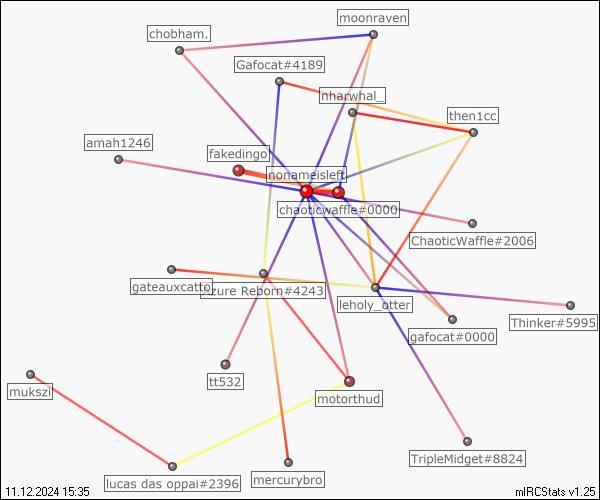 moonraven
chobham.
Gafocat#4189
nharwhal_
then1cc
amah1246
fakedingo
nonameisleft
chaoticwaffle#0000
ChaoticWaffle#2006
gateauxcatto
Azure Reborn#4243
leholy_otter
Thinker#5995
gafocat#0000
tt532
mukszi
motorthud
TripleMidget#8824
lucas das oppai#2396
mercurybro
11.12.2024 15:35
mIRCStats v1.25